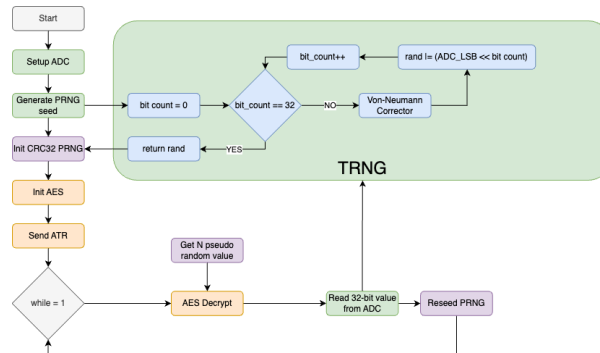 Start
Setup ADC
Generate PRNG
seed
Init CRC32 PRNG
Init AES
Send ATR
while = 1
bit count = 0
bit_count == 32
bit_count++
rand |= (ADC_LSB << bit count)
NO
Von-Neumann
Corrector
YES
return rand
TRNG
Get N pseudo
random value
AES Decrypt
Read 32-bit value
from ADC
Reseed PRNG